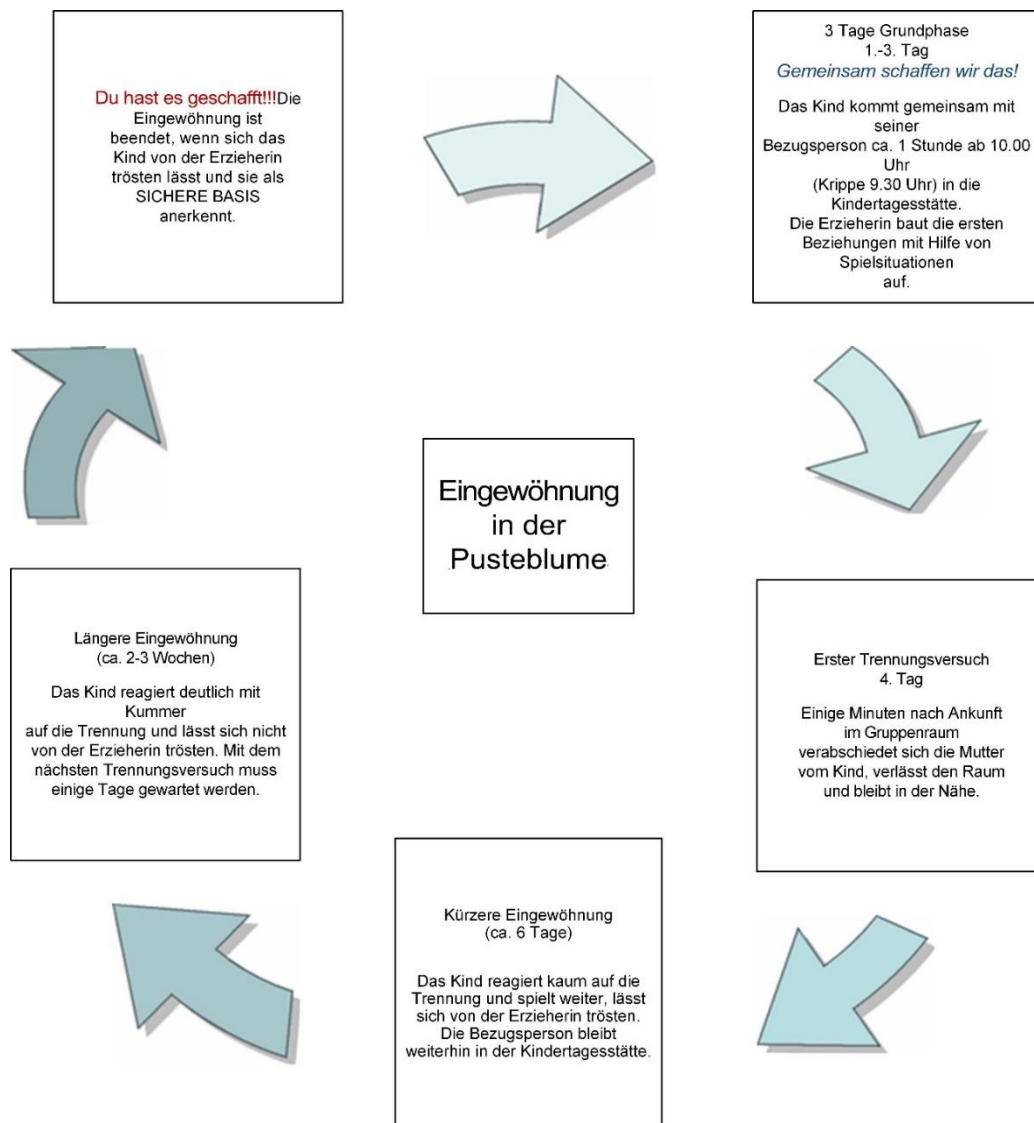 Du hast es geschafft!!!Die
Eingewöhnung ist
beendet, wenn sich das
Kind von der Erzieherin
trösten lässt und sie als
SICHERE BASIS
anerkennt.
3 Tage Grundphase
1.-3. Tag
Gemeinsam schaffen wir das!
Das Kind kommt gemeinsam mit
seiner
Bezugsperson ca. 1 Stunde ab 10.00
Uhr
(Krippe 9.30 Uhr) in die
Kindertagesstätte.
Die Erzieherin baut die ersten
Beziehungen mit Hilfe von
Spielsituationen
auf.
Eingewöhnung
in der
Pusteblume
Längere Eingewöhnung
(ca. 2-3 Wochen)
Das Kind reagiert deutlich mit
Kummer
auf die Trennung und lässt sich nicht
von der Erzieherin trösten. Mit dem
nächsten Trennungsversuch muss
einige Tage gewartet werden.
Erster Trennungsversuch
4. Tag
Einige Minuten nach Ankunft
im Gruppenraum
verabschiedet sich die Mutter
vom Kind, verlässt den Raum
und bleibt in der Nähe.
Kürzere Eingewöhnung
(ca. 6 Tage)
Das Kind reagiert kaum auf die
Trennung und spielt weiter, lässt
sich von der Erzieherin trösten.
Die Bezugsperson bleibt
weiterhin in der Kindertagesstätte.